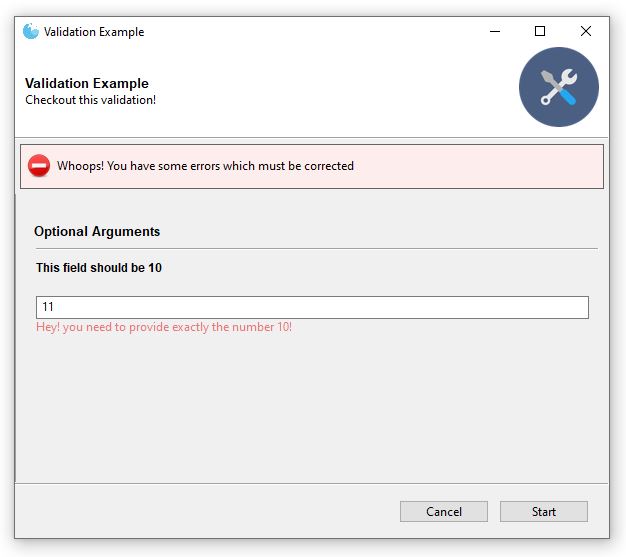 Validation Example
Validation Example
Checkout this validation!
Whoops! You have some errors which must be corrected
Optional Arguments
This field should be 10
11
Hey! you need to provide exactly the number 10!
Cancel Start